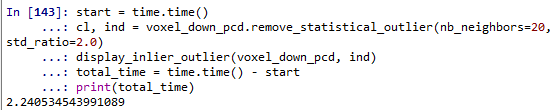 In [143]: start = time.time()
...: cl, ind = voxel_down_pcd.remove_statistical_outlier(nb_neighbors=20,
std_ratio=2.0)
...: display_inlier_outlier(voxel_down_pcd, ind)
...: total_time = time.time() - start
...: print(total_time)
2.240534543991089